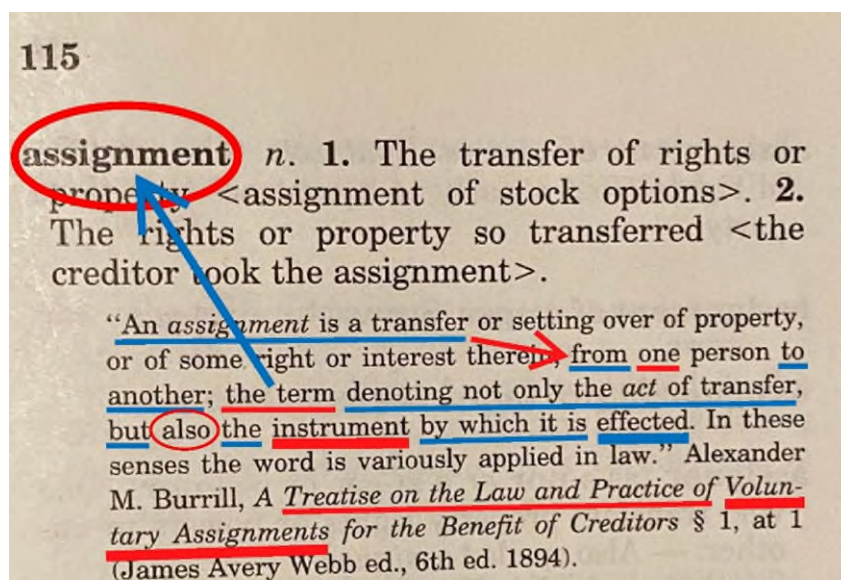 115
assignment n. 1. The transfer of rights or
property <assignment of stock options>. 2.
The rights or property so transferred <the
creditor took the assignment>.
“An assignment is a transfer or setting over of property,
or of some right or interest therein, from one person to
another; the term denoting not only the act of transfer,
but also the instrument by which it is effected. In these
senses the word is variously applied in law.” Alexander
M. Burrill, A Treatise on the Law and Practice of Volun-
tary Assignments for the Benefit of Creditors § 1, at 1
(James Avery Webb ed., 6th ed. 1894).